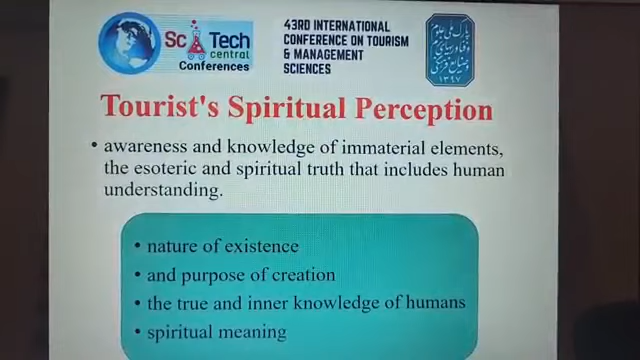 Sc Tech
central
Conferences
43RD INTERNATIONAL
CONFERENCE ON TOURISM
& MANAGEMENT
SCIENCES
Tourist's Spiritual Perception
• awareness and knowledge of immaterial elements,
the esoteric and spiritual truth that includes human
understanding.
• nature of existence
• and purpose of creation
• the true and inner knowledge of humans
• spiritual meaning